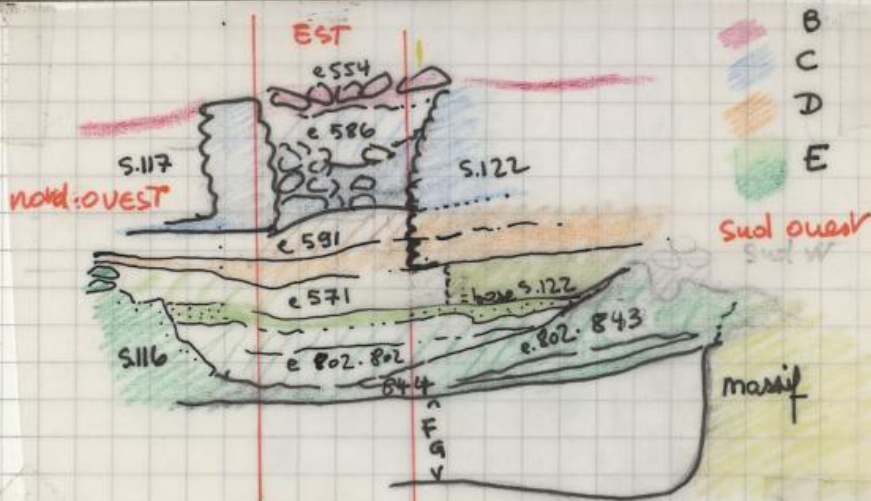 EST
B
C
D
E
e 554
e 586
S.117
S.122
nord-OUEST
Sud ouest
Sud W
e 591
e 571
= base S.122
S.116
e 802.802
e.802.843
844
massif
F
G
V